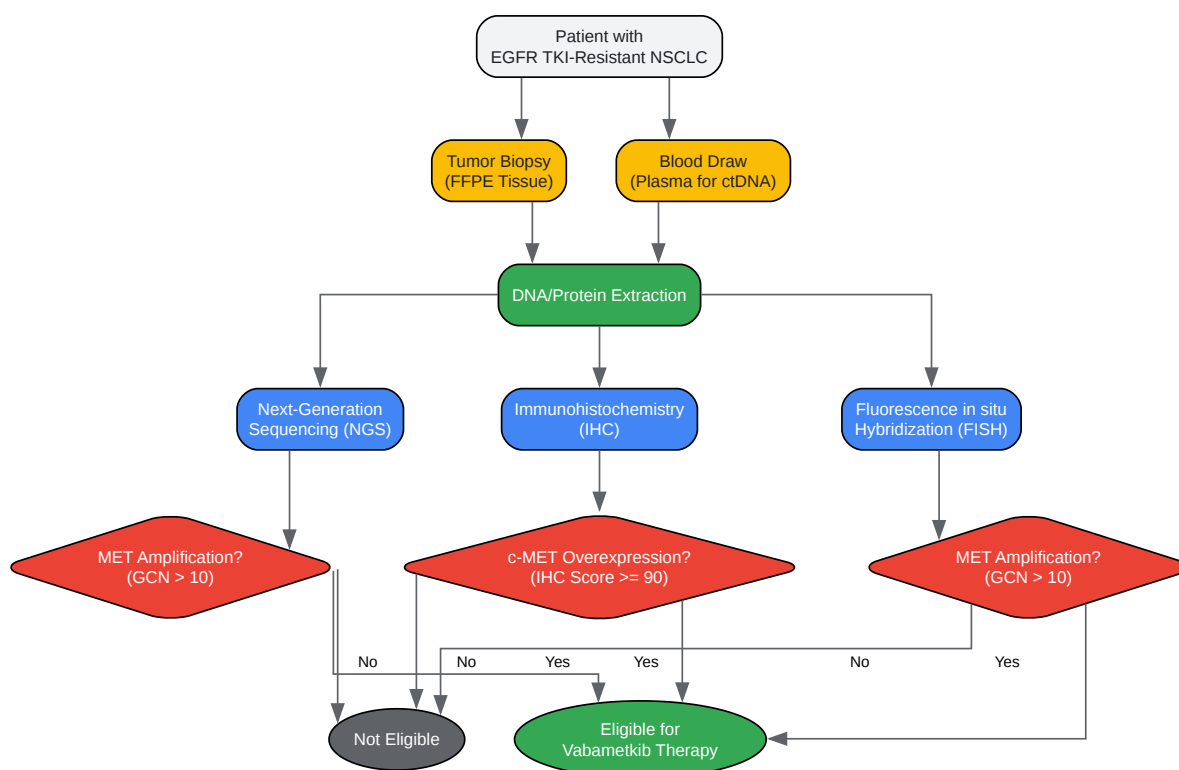 Patient with
EGFR TKI-Resistant NSCLC
Tumor Biopsy
(FFPE Tissue)
Blood Draw
(Plasma for ctDNA)
DNA/Protein Extraction
Next-Generation
Sequencing (NGS)
Immunohistochemistry
(IHC)
Fluorescence in situ
Hybridization (FISH)
MET Amplification?
(GCN > 10)
c-MET Overexpression?
(IHC Score >= 90)
MET Amplification?
(GCN > 10)
No
No
Yes
Yes
No
Yes
Not Eligible
Eligible for
Vabametkib Therapy